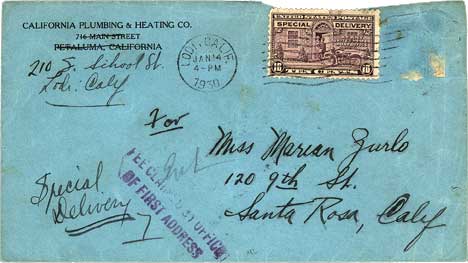 CALIFORNIA PLUMBING & HEATING CO.
716 MAIN STREET
PETALUMA, CALIFORNIA
210 S. School St.
Lodi Calif
LODI, CALIF.
JAN 14
4-PM
1930
UNITED STATES POSTAGE
SPECIAL DELIVERY
10 TEN CENTS 10
For
Miss Marian Zurlo
120 9th St.
Santa Rosa, Calif
Special
Delivery
FEE CLAIMED BY OFFICE
OF FIRST ADDRESS